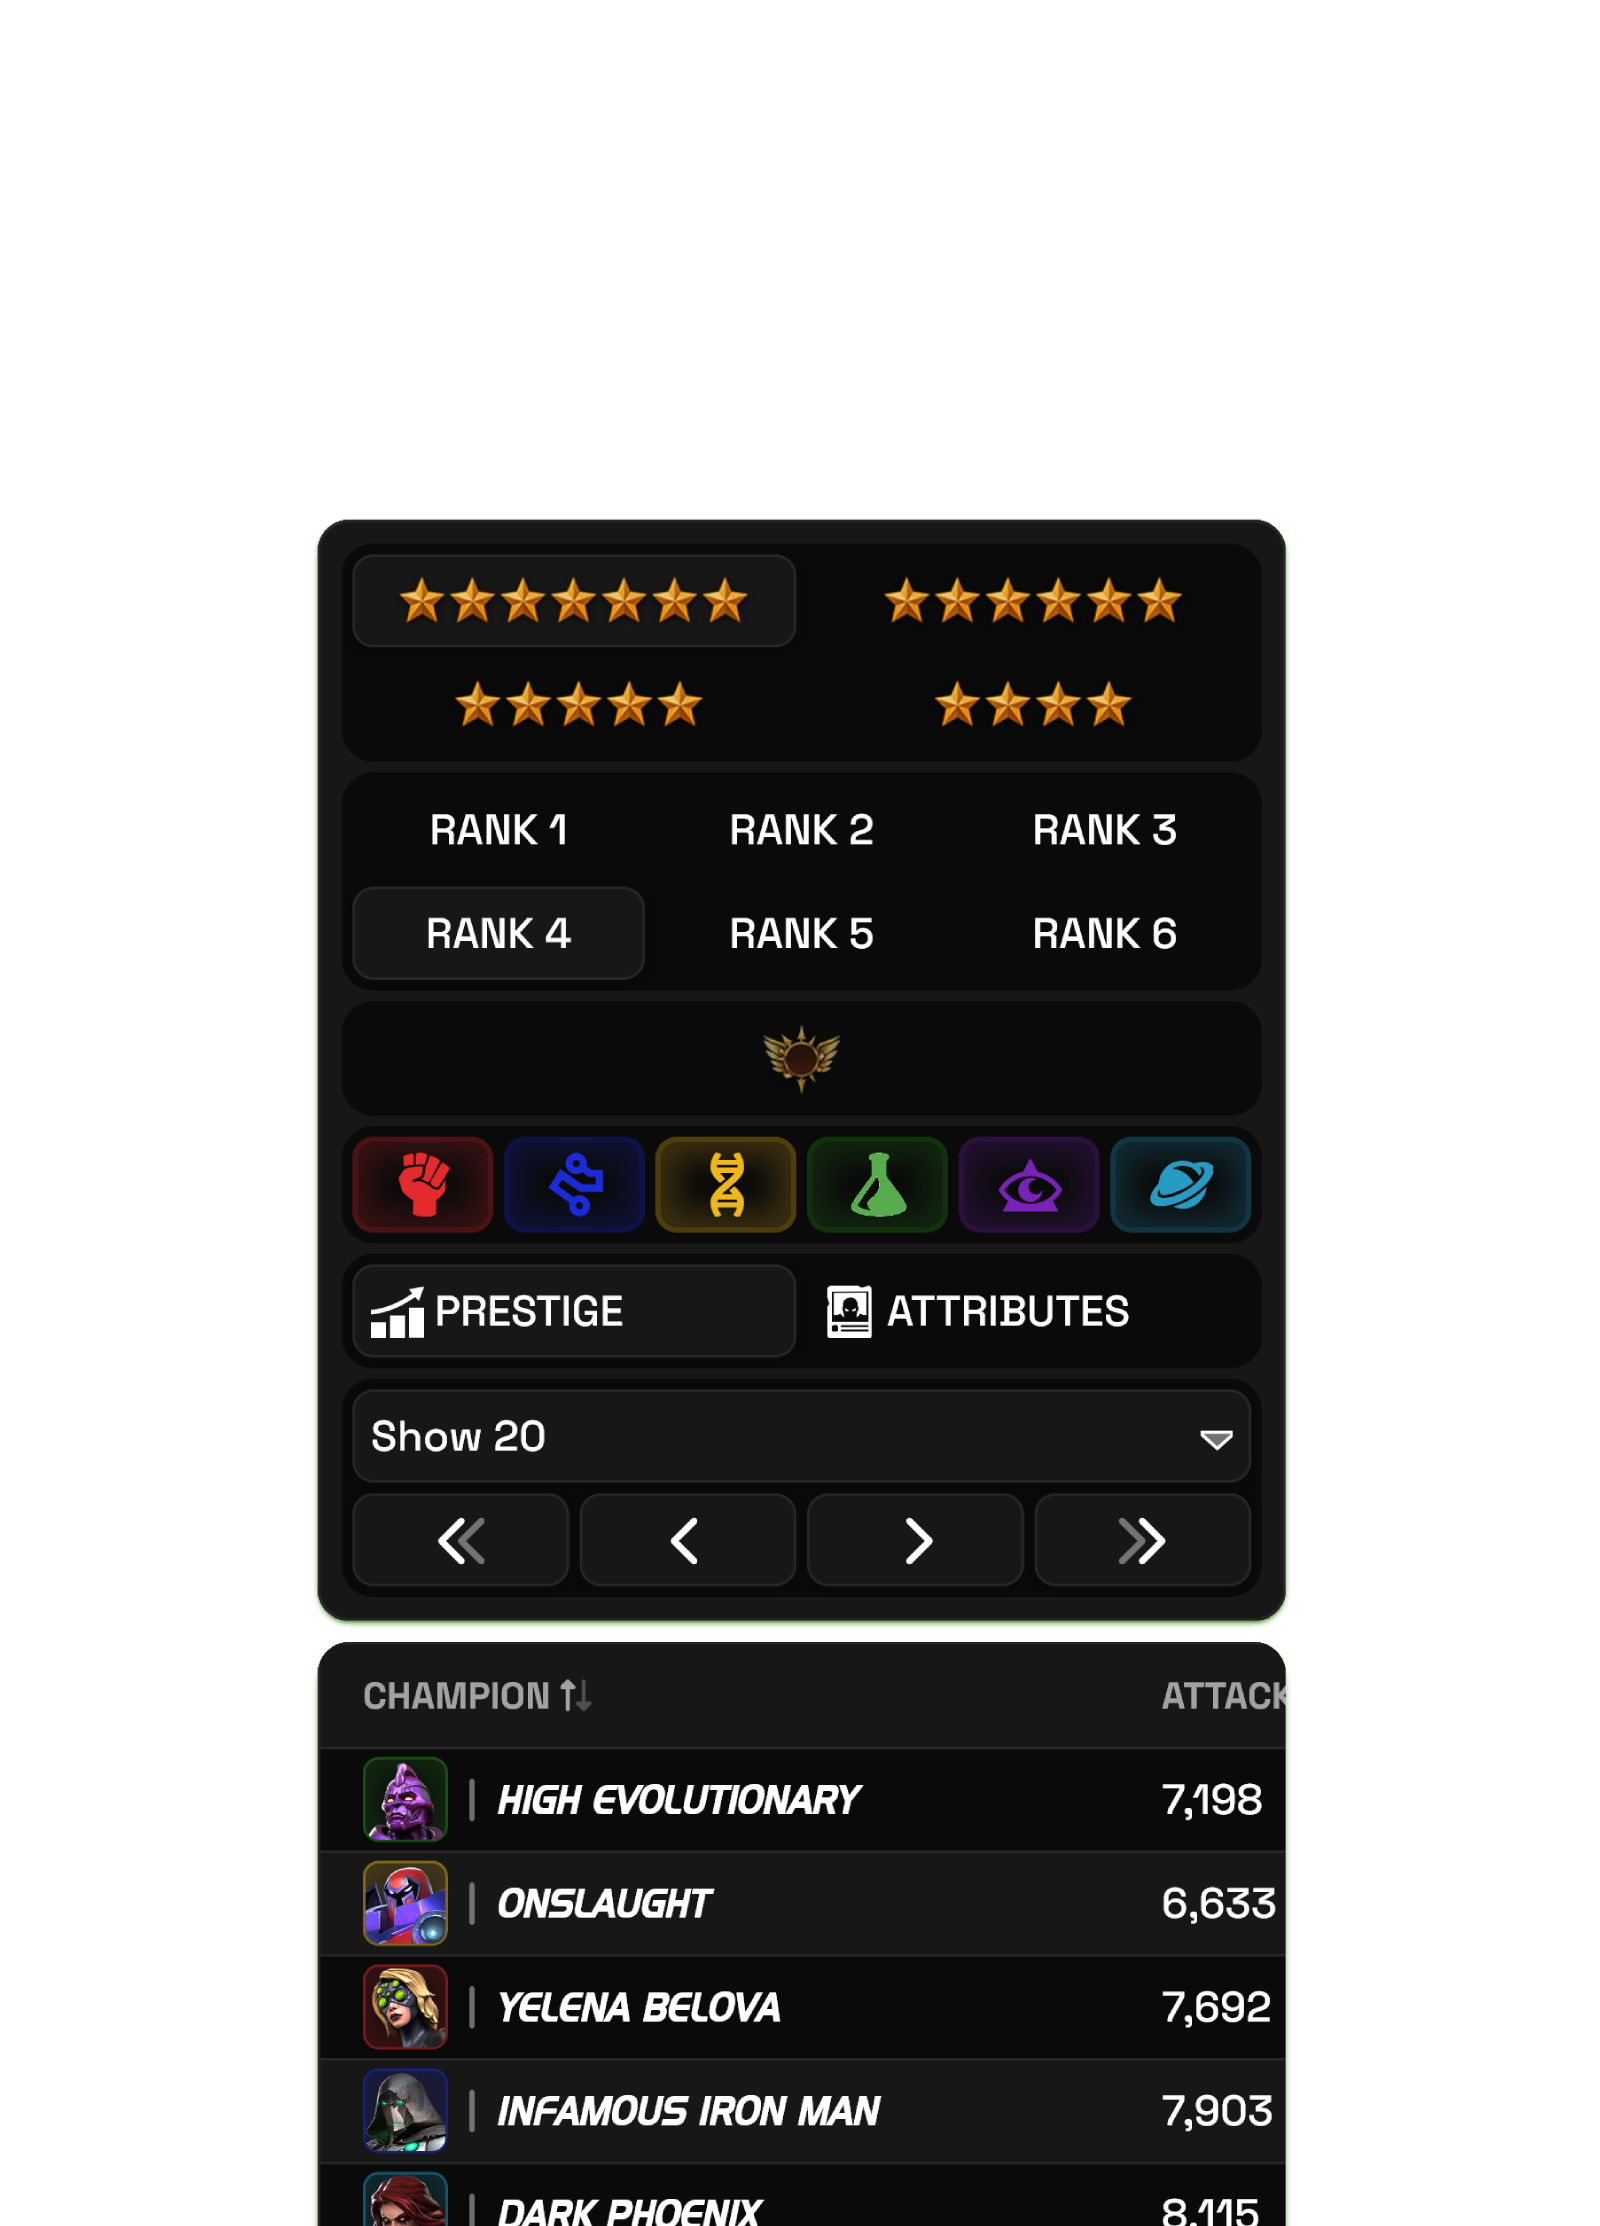 RANK 1 RANK 2 RANK 3
RANK 4 RANK 5 RANK 6
PRESTIGE ATTRIBUTES
Show 20
CHAMPION ATTACK
HIGH EVOLUTIONARY 7,198
ONSLAUGHT 6,633
YELENA BELOVA 7,692
INFAMOUS IRON MAN 7,903
DARK PHOENIX 8,115